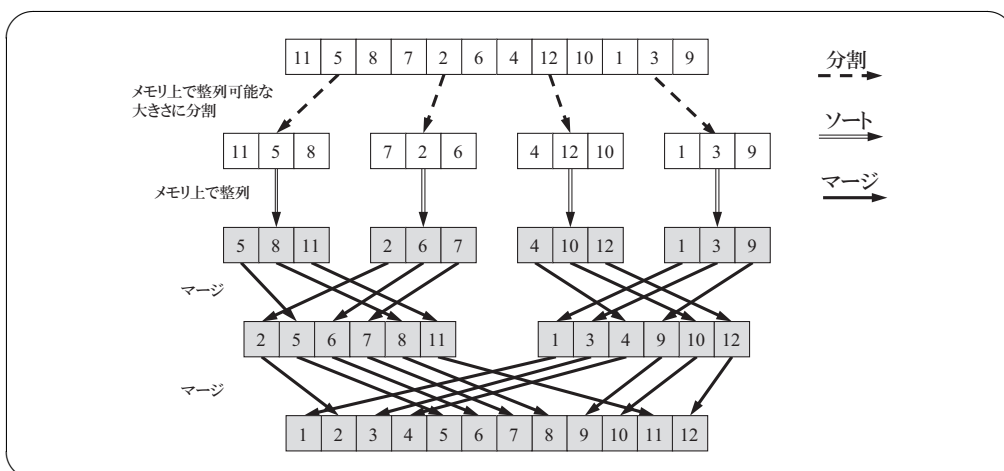 11 5 8 7 2 6 4 12 10 1 3 9
分割
メモリ上で整列可能な
大きさに分割
ソート
11 5 8
7 2 6
4 12 10
1 3 9
メモリ上で整列
マージ
5 8 11
2 6 7
4 10 12
1 3 9
マージ
2 5 6 7 8 11
1 3 4 9 10 12
マージ
1 2 3 4 5 6 7 8 9 10 11 12